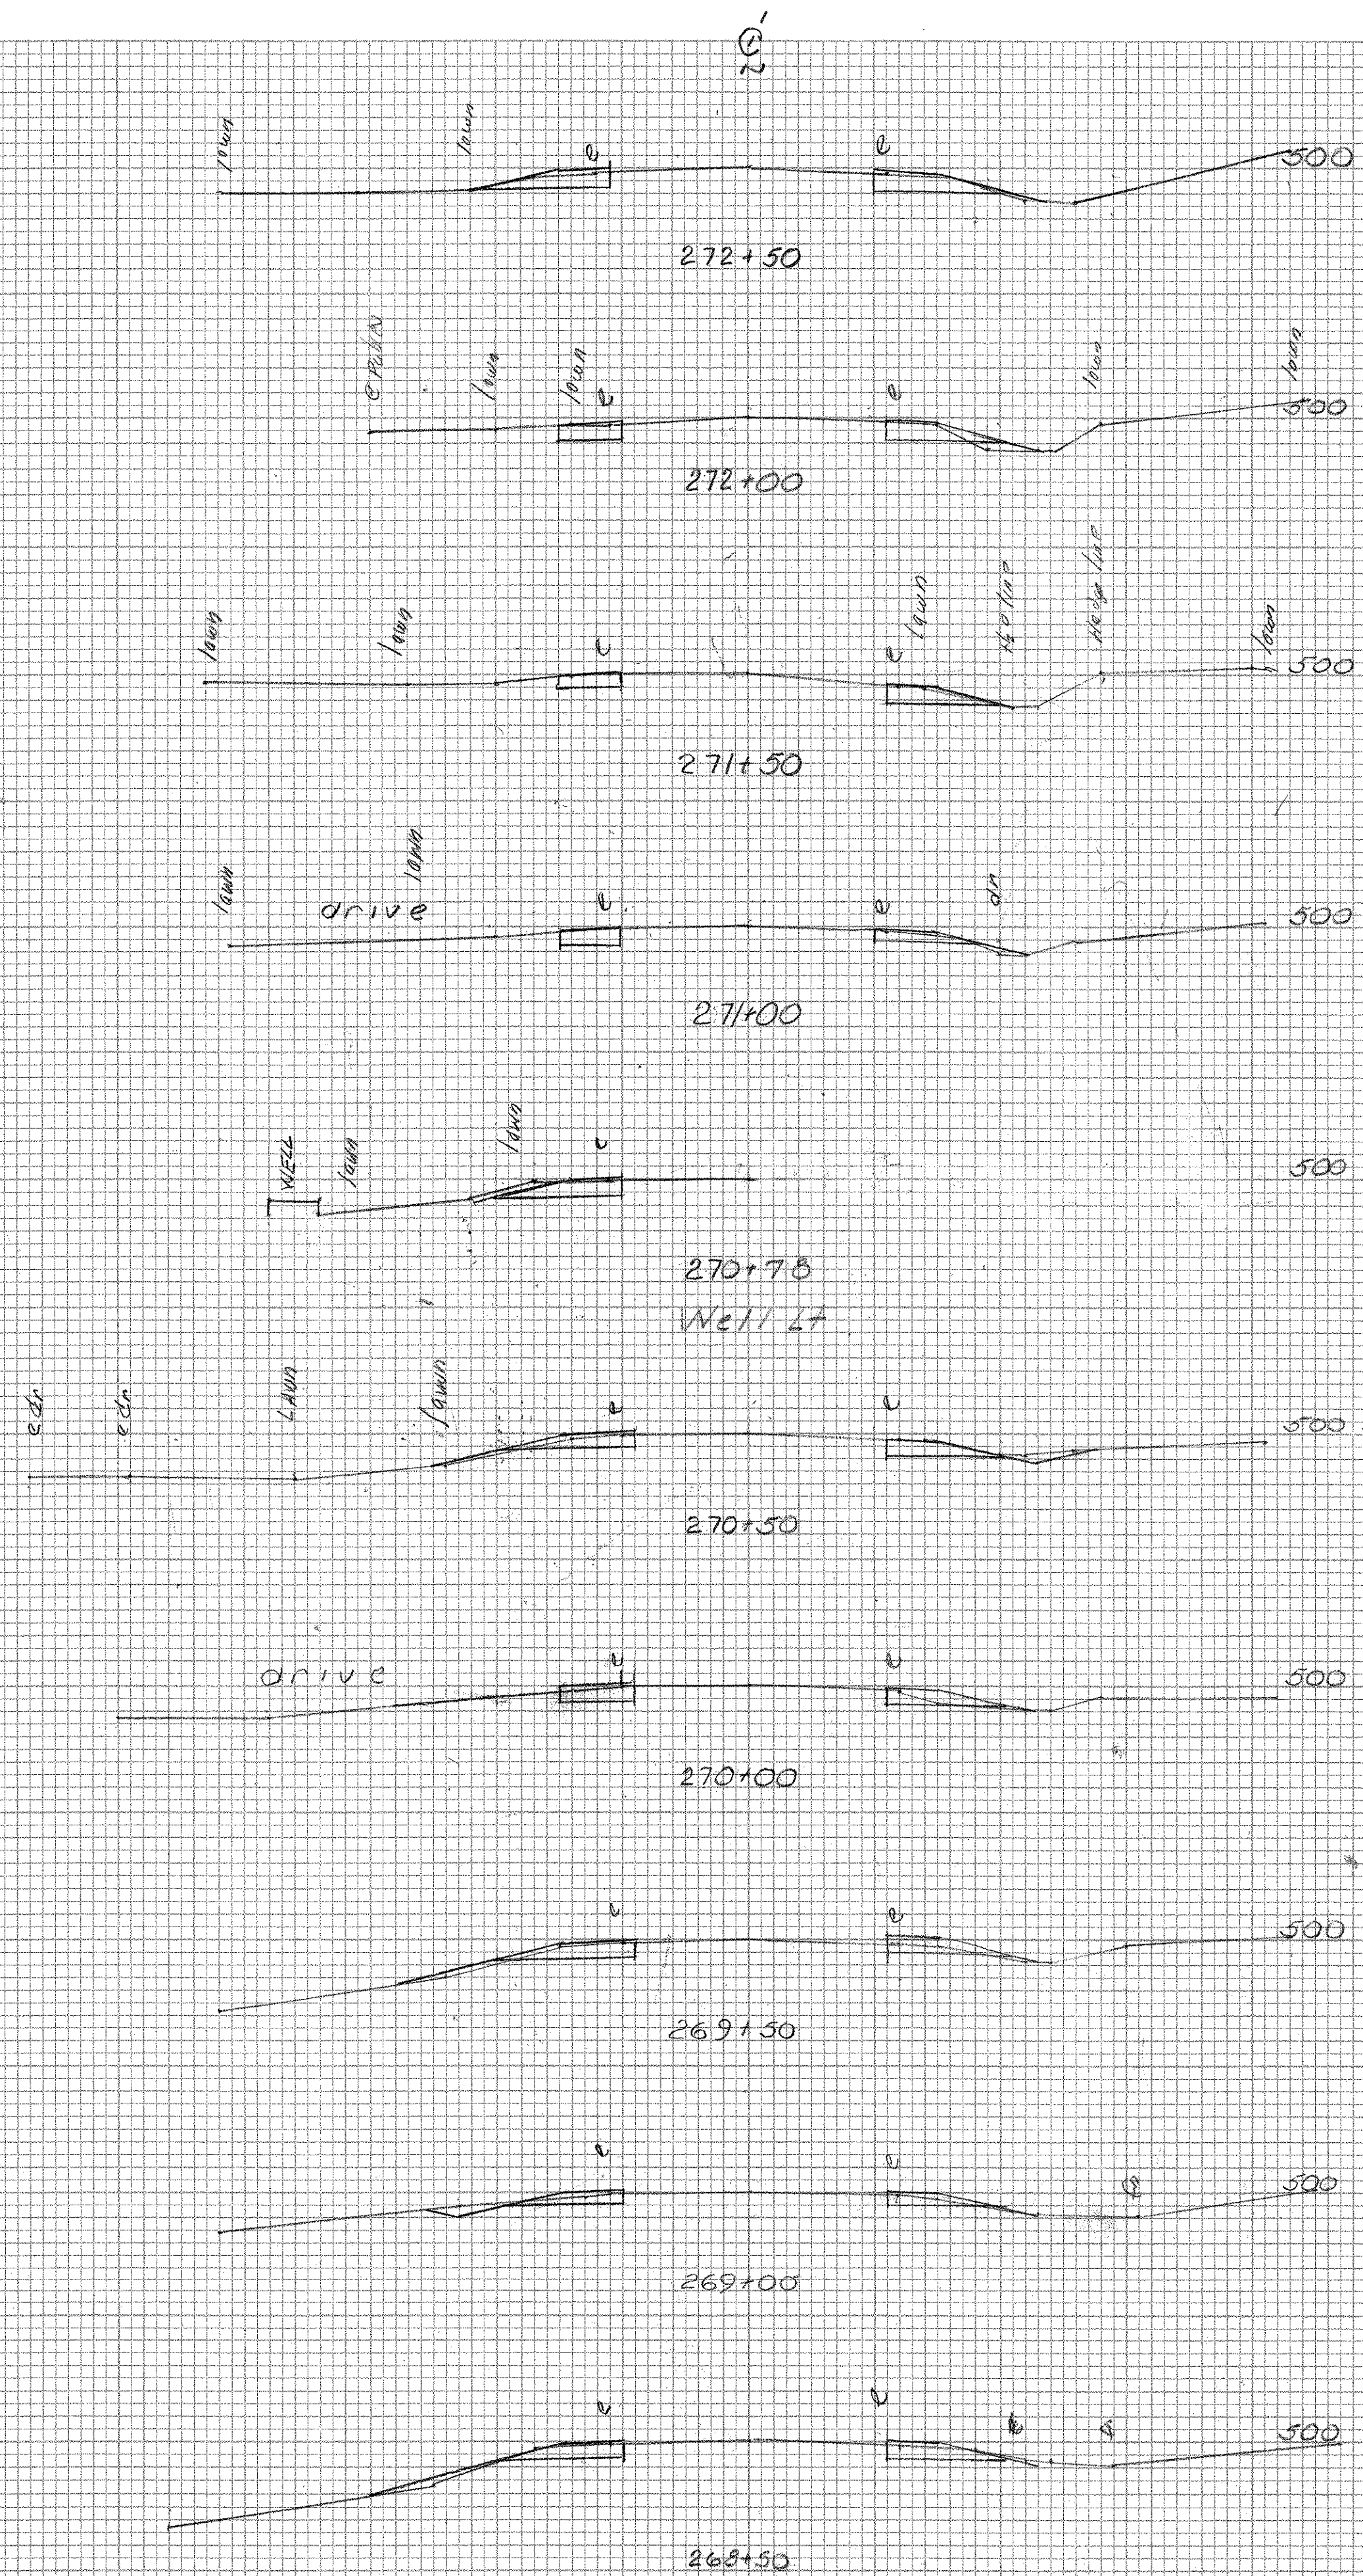 lawn lawn e e 500
272+50
lawn lawn e e lawn lawn 500
272+00
lawn lawn e e lawn H2O line Hedge line lawn 500
271+50
lawn drive lawn e e dr 500
271+00
WELL lawn lawn e 500
270+78
Well Lt
e dr e dr LAWN lawn e e 500
270+50
drive e e 500
270+00
e e 500
269+50
e e 500
269+00
e e 500
268+50